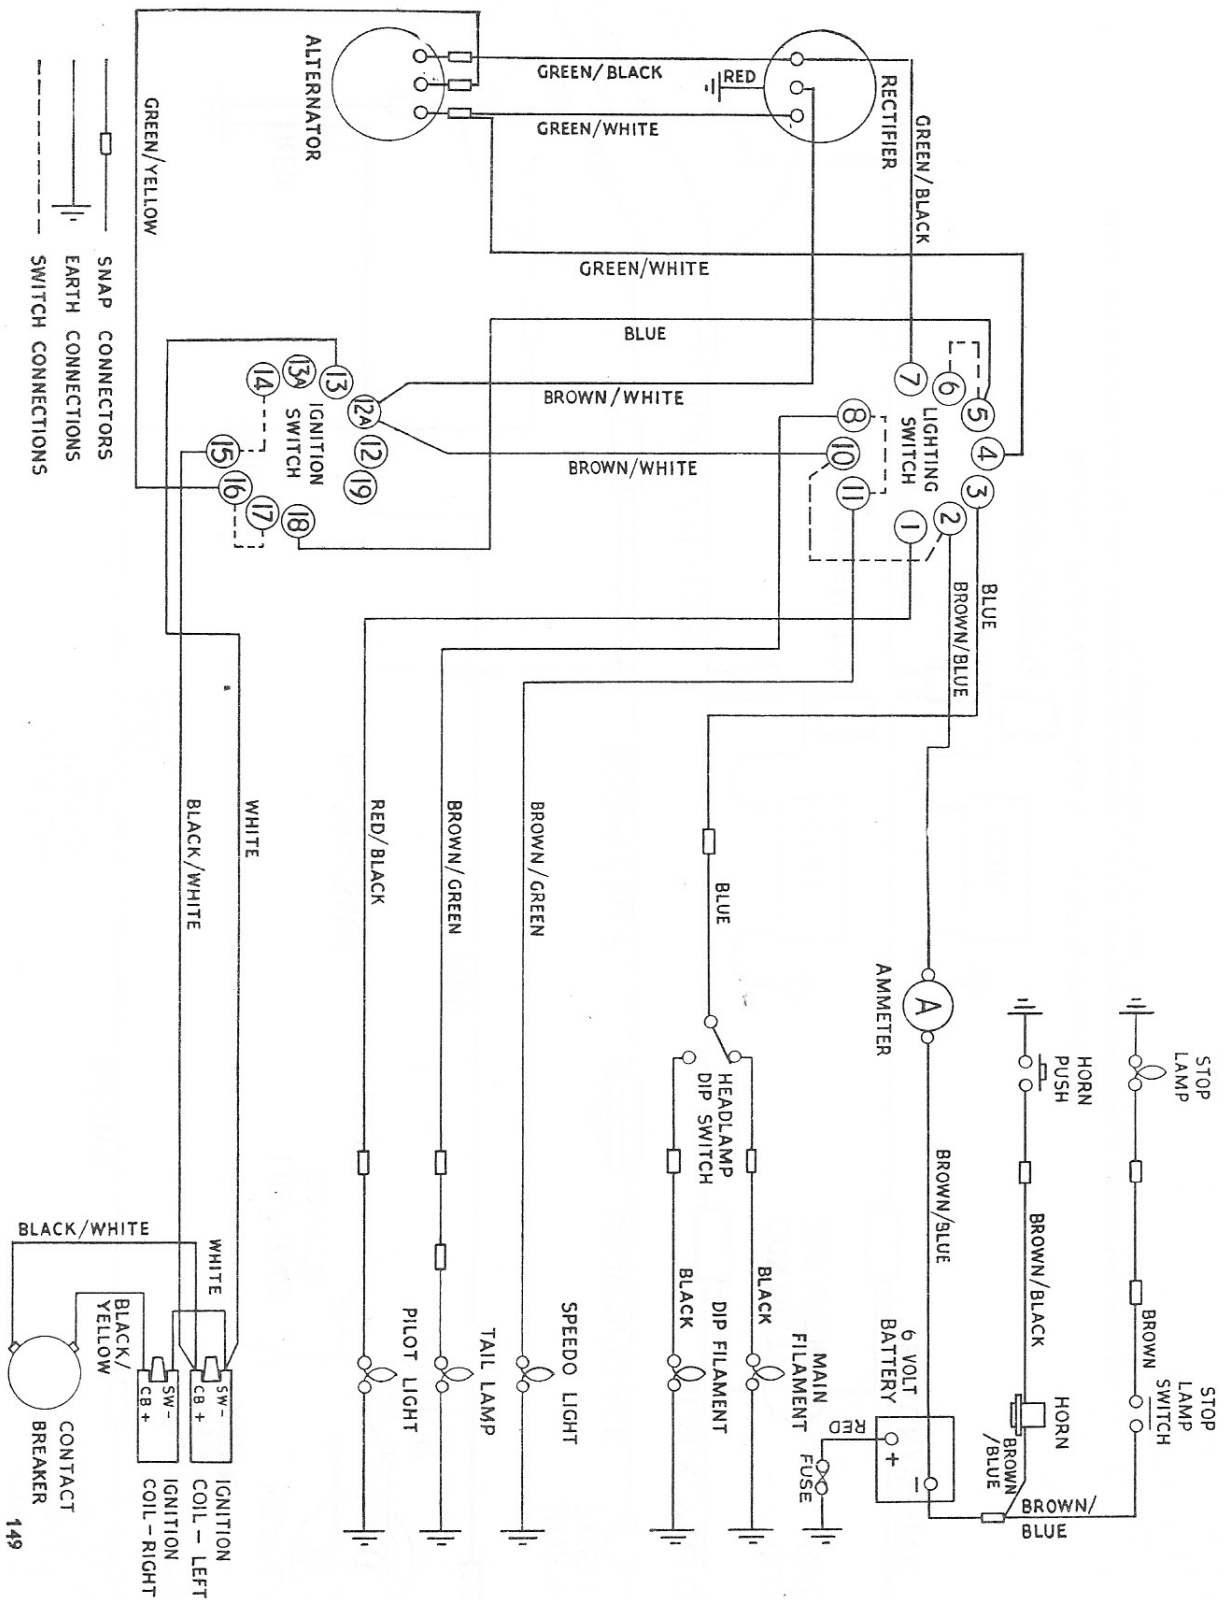 ALTERNATOR
GREEN/BLACK
RED
GREEN/WHITE
RECTIFIER
GREEN/BLACK
GREEN/YELLOW
GREEN/WHITE
SNAP CONNECTORS
EARTH CONNECTIONS
SWITCH CONNECTIONS
BLUE
BROWN/WHITE
BROWN/WHITE
IGNITION
SWITCH
12
12A
13
13A
14
15
16
17
18
19
LIGHTING
SWITCH
1
2
3
4
5
6
7
8
10
11
BLUE
BROWN/BLUE
WHITE
BLACK/WHITE
RED/BLACK
BROWN/GREEN
BROWN/GREEN
BLUE
AMMETER
A
STOP
LAMP
HORN
PUSH
HEADLAMP
DIP SWITCH
BROWN/BLUE
BROWN/BLACK
BROWN
BLACK
BLACK
STOP
LAMP
SWITCH
HORN
BROWN
/BLUE
BROWN/
BLUE
6 VOLT
BATTERY
+
−
RED
FUSE
MAIN
FILAMENT
DIP FILAMENT
SPEEDO LIGHT
TAIL LAMP
PILOT LIGHT
BLACK/WHITE
WHITE
BLACK/
YELLOW
SW-
CB +
SW-
CB +
IGNITION
COIL - LEFT
IGNITION
COIL - RIGHT
CONTACT
BREAKER
149